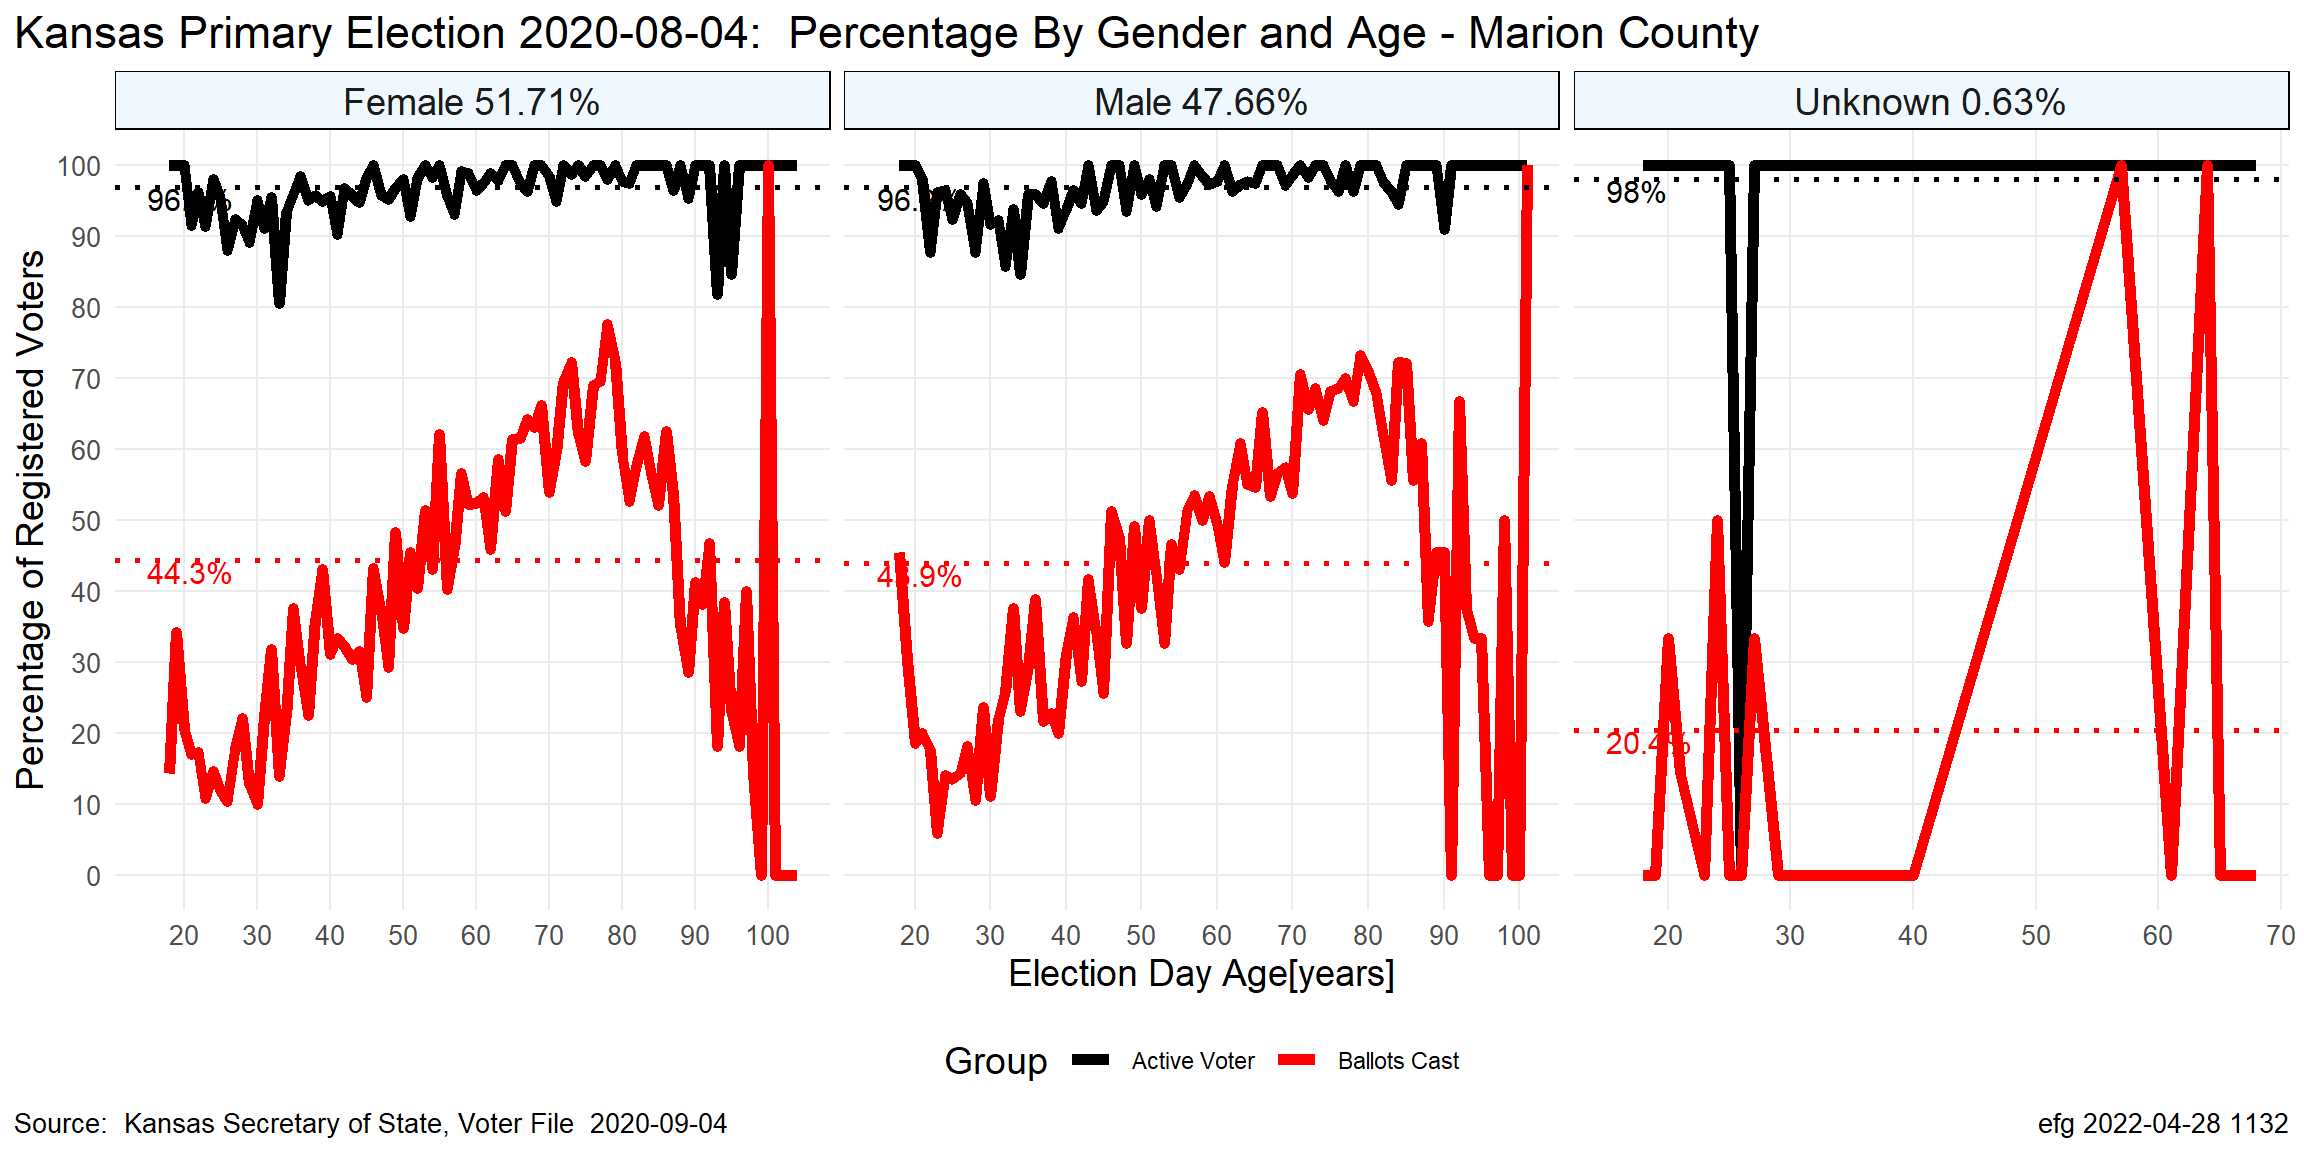 Kansas Primary Election 2020-08-04:  Percentage By Gender and Age - Marion County
Female 51.71%
Male 47.66%
Unknown 0.63%
Percentage of Registered Voters
100
90
80
70
60
50
40
30
20
10
0
44.3%
98%
20.4%
20 30 40 50 60 70 80 90 100
20 30 40 50 60 70 80 90 100
20 30 40 50 60 70
Election Day Age[years]
Group Active Voter Ballots Cast
Source:  Kansas Secretary of State, Voter File  2020-09-04
efg 2022-04-28 1132